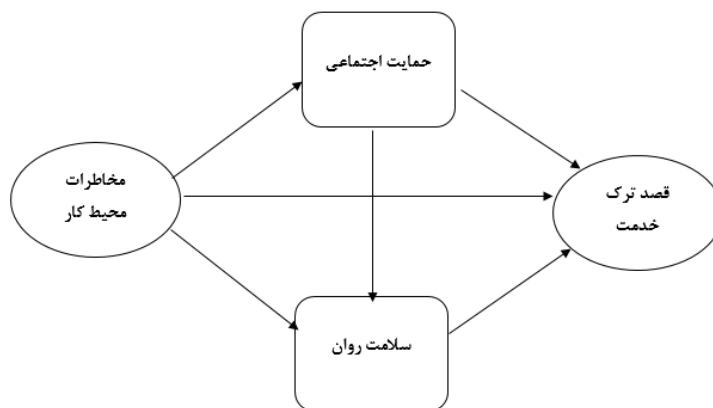 حمایت اجتماعی
مخاطرات
محیط کار
قصد ترک
خدمت
سلامت روان